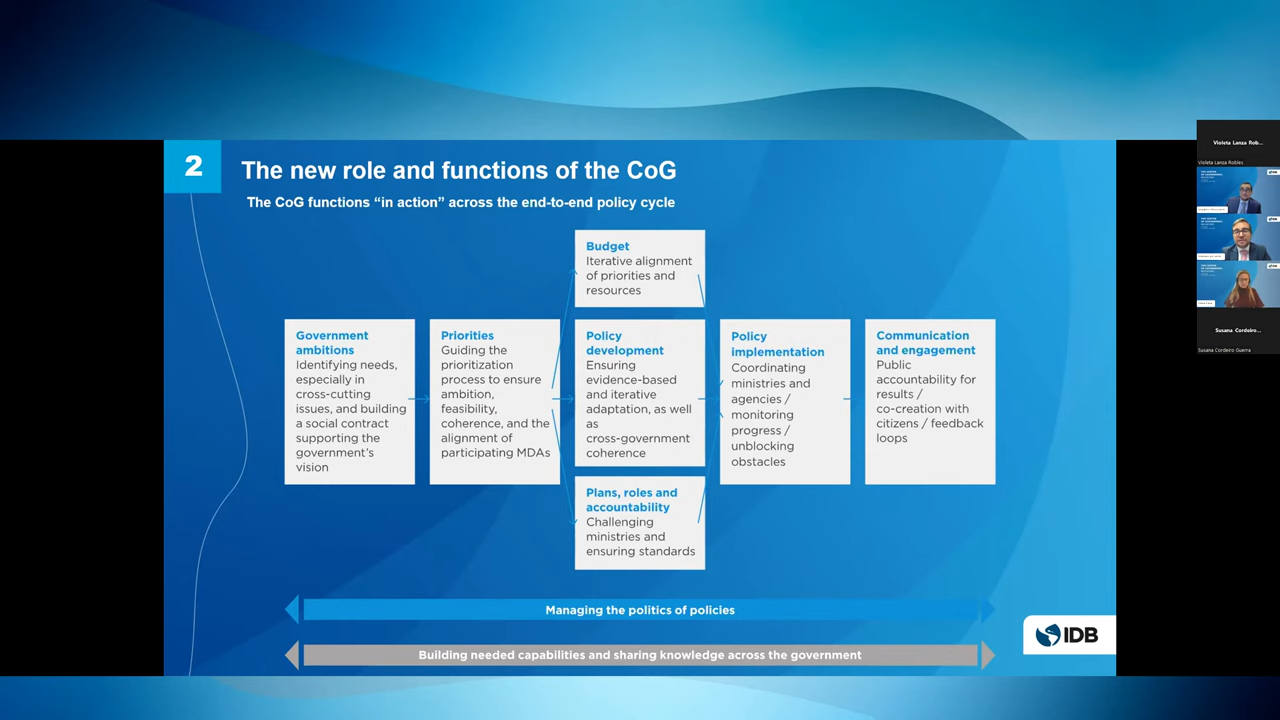 2
The new role and functions of the CoG
The CoG functions “in action” across the end-to-end policy cycle
Government
ambitions
Identifying needs,
especially in
cross-cutting
issues, and building
a social contract
supporting the
government’s
vision
Priorities
Guiding the
prioritization
process to ensure
ambition,
feasibility,
coherence, and the
alignment of
participating MDAs
Budget
Iterative alignment
of priorities and
resources
Policy
development
Ensuring
evidence-based
and iterative
adaptation, as well
as
cross-government
coherence
Plans, roles and
accountability
Challenging
ministries and
ensuring standards
Policy
implementation
Coordinating
ministries and
agencies /
monitoring
progress /
unblocking
obstacles
Communication
and engagement
Public
accountability for
results /
co-creation with
citizens / feedback
loops
Managing the politics of policies
Building needed capabilities and sharing knowledge across the government
IDB
Violeta Lanza Rob...
Violeta Lanza Robles
Susana Cordeiro...
Susana Cordeiro Guerra